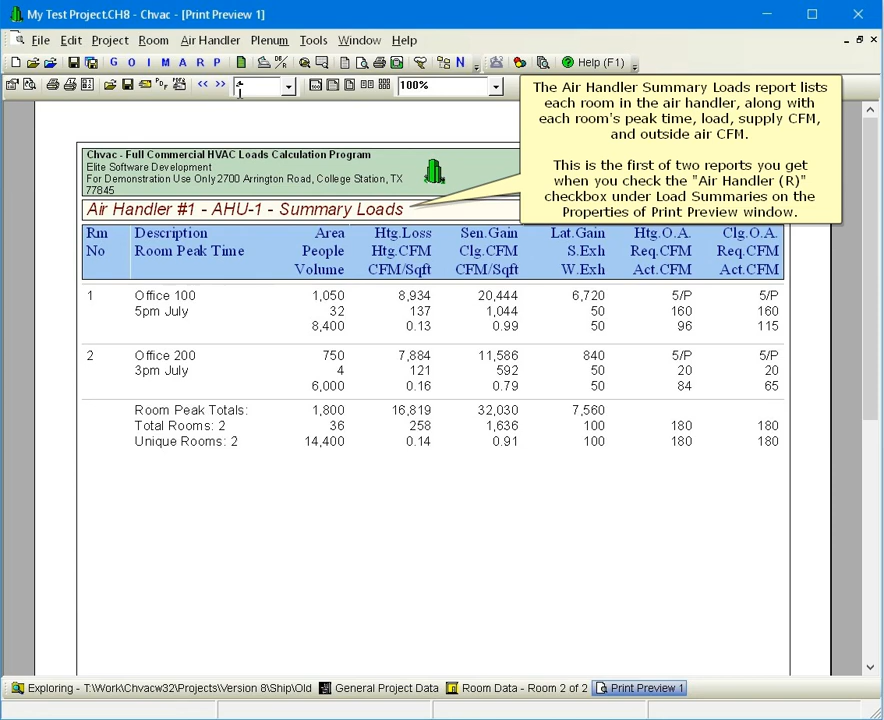 My Test Project.CH8 - Chvac - [Print Preview 1]
File Edit Project Room Air Handler Plenum Tools Window Help
G O I M A R P N Help (F1)
100%
The Air Handler Summary Loads report lists
each room in the air handler, along with
each room's peak time, load, supply CFM,
and outside air CFM.
This is the first of two reports you get
when you check the "Air Handler (R)"
checkbox under Load Summaries on the
Properties of Print Preview window.
Chvac - Full Commercial HVAC Loads Calculation Program
Elite Software Development
For Demonstration Use Only 2700 Arrington Road, College Station, TX
77845
Air Handler #1 - AHU-1 - Summary Loads
Rm Description Area Htg.Loss Sen.Gain Lat.Gain Htg.O.A. Clg.O.A.
No Room Peak Time People Htg.CFM Clg.CFM S.Exh Req.CFM Req.CFM
Volume CFM/Sqft CFM/Sqft W.Exh Act.CFM Act.CFM
1 Office 100 1,050 8,934 20,444 6,720 5/P 5/P
5pm July 32 137 1,044 50 160 160
8,400 0.13 0.99 50 96 115
2 Office 200 750 7,884 11,586 840 5/P 5/P
3pm July 4 121 592 50 20 20
6,000 0.16 0.79 50 84 65
Room Peak Totals: 1,800 16,819 32,030 7,560
Total Rooms: 2 36 258 1,636 100 180 180
Unique Rooms: 2 14,400 0.14 0.91 100 180 180
Exploring - T:\Work\Chvacw32\Projects\Version 8\Ship\Old General Project Data Room Data - Room 2 of 2 Print Preview 1